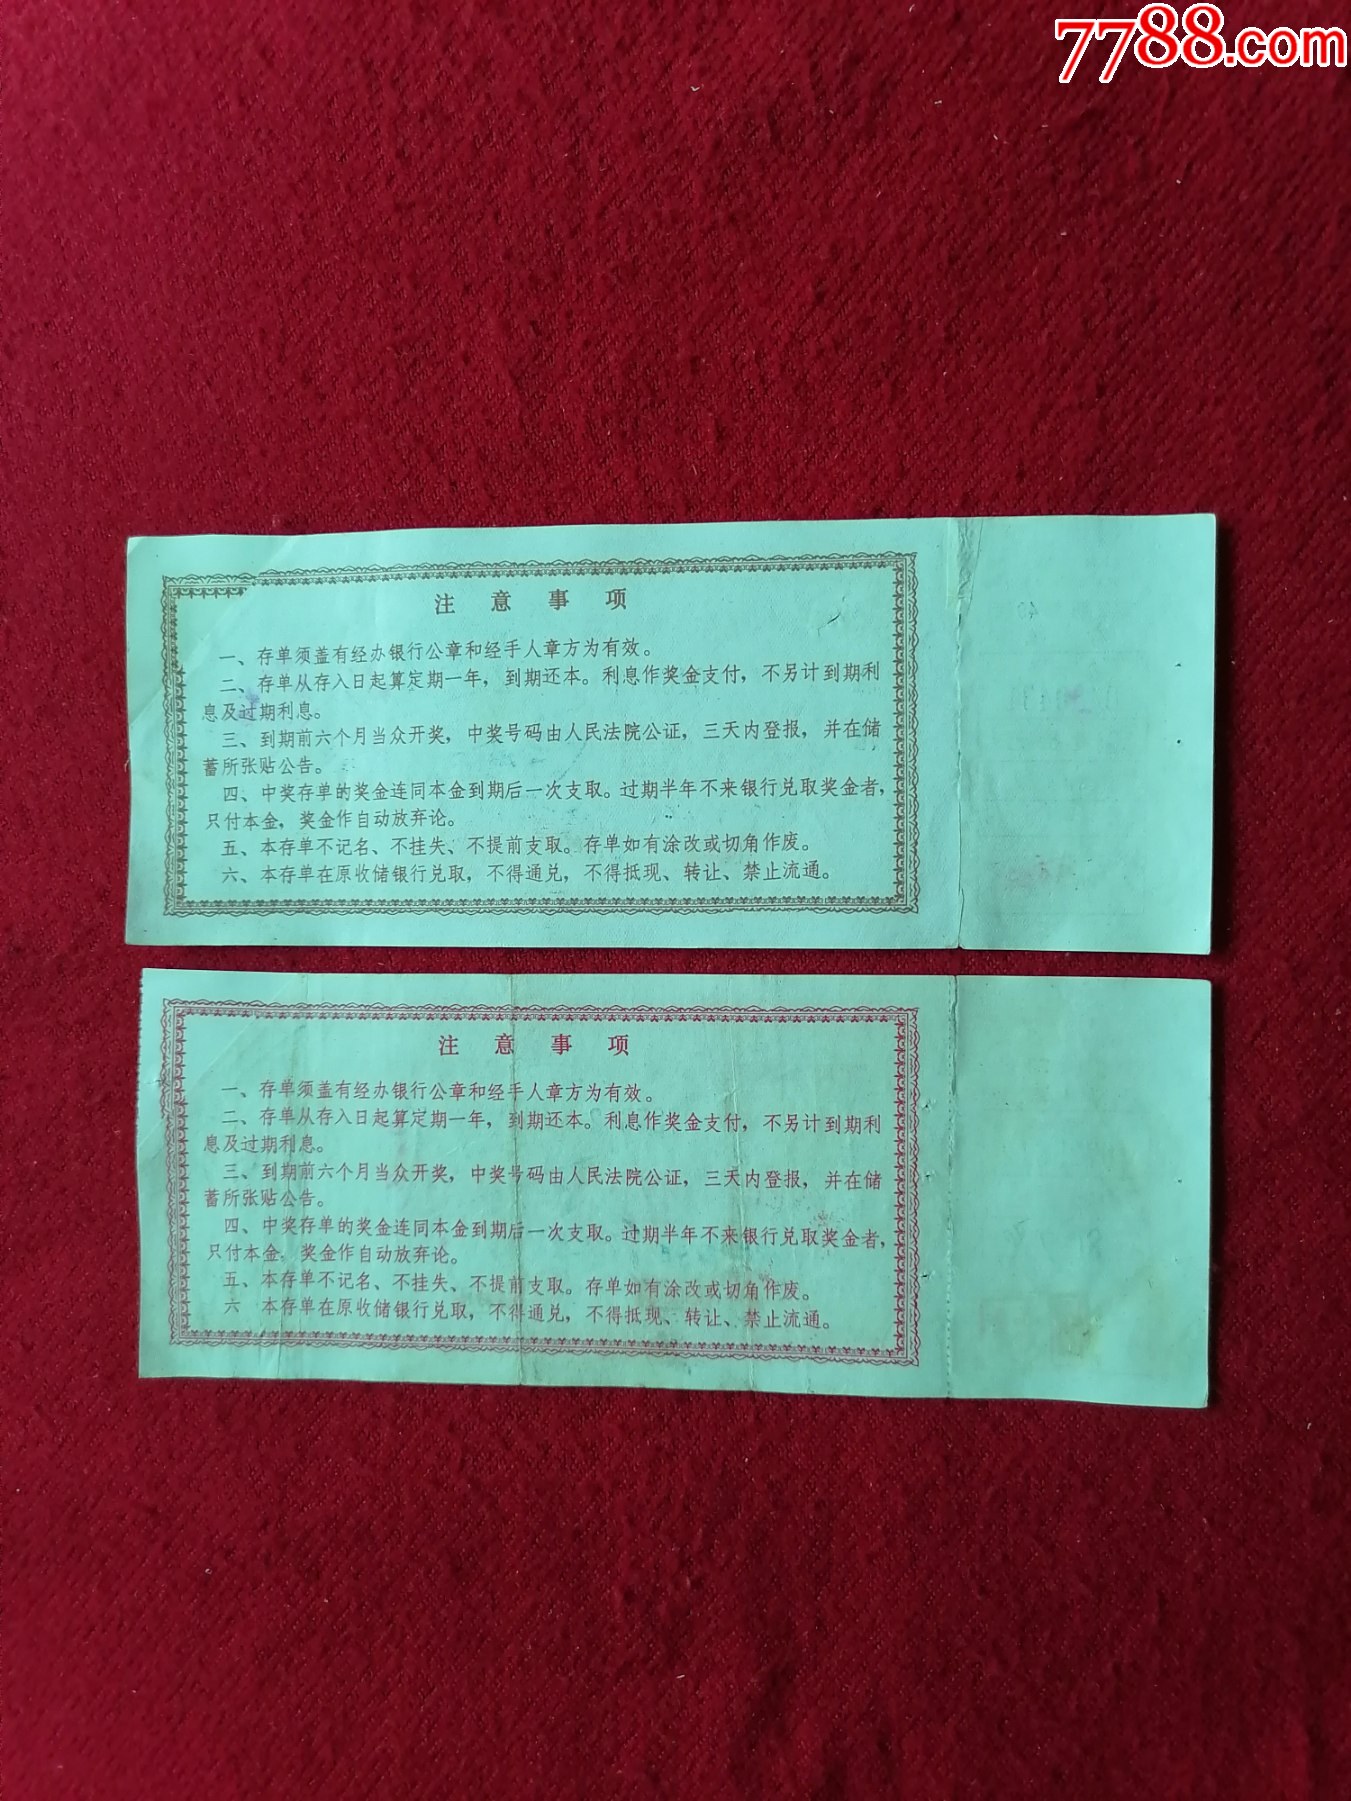 7788.com
注意事项
一、存单须盖有经办银行公章和经手人章方为有效。
二、存单从存入日起算定期一年，到期还本。利息作奖金支付，不另计到期利
息及过期利息。
三、到期前六个月当众开奖，中奖号码由人民法院公证，三天内登报，并在储
蓄所张贴公告。
四、中奖存单的奖金连同本金到期后一次支取。过期半年不来银行兑取奖金者，
只付本金，奖金作自动放弃论。
五、本存单不记名、不挂失、不提前支取。存单如有涂改或切角作废。
六、本存单在原收储银行兑取，不得通兑，不得抵现、转让、禁止流通。
注意事项
一、存单须盖有经办银行公章和经手人章方为有效。
二、存单从存入日起算定期一年，到期还本。利息作奖金支付，不另计到期利
息及过期利息。
三、到期前六个月当众开奖，中奖号码由人民法院公证，三天内登报，并在储
蓄所张贴公告。
四、中奖存单的奖金连同本金到期后一次支取。过期半年不来银行兑取奖金者，
只付本金，奖金作自动放弃论。
五、本存单不记名、不挂失、不提前支取。存单如有涂改或切角作废。
六 本存单在原收储银行兑取，不得通兑，不得抵现、转让、禁止流通。